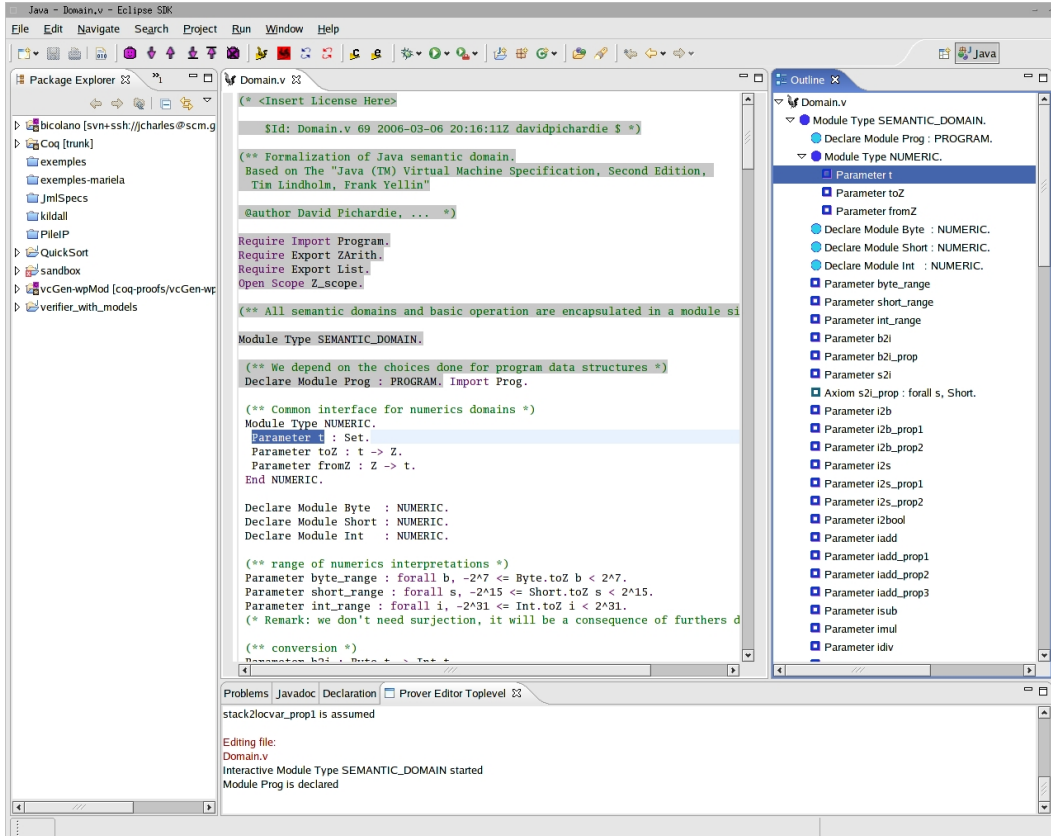 Java - Domain.v - Eclipse SDK
File Edit Navigate Search Project Run Window Help
Java
Package Explorer
»1
bicolano [svn+ssh://jcharles@scm.g
Coq [trunk]
exemples
exemples-mariela
JmlSpecs
kildall
PileIP
QuickSort
sandbox
vcGen-wpMod [coq-proofs/vcGen-wp
verifier_with_models
Domain.v
(* <Insert License Here>
$Id: Domain.v 69 2006-03-06 20:16:11Z davidpichardie $ *)
(** Formalization of Java semantic domain.
Based on The "Java (TM) Virtual Machine Specification, Second Edition,
Tim Lindholm, Frank Yellin"
@author David Pichardie, ... *)
Require Import Program.
Require Export ZArith.
Require Export List.
Open Scope Z_scope.
(** All semantic domains and basic operation are encapsulated in a module si
Module Type SEMANTIC_DOMAIN.
(** We depend on the choices done for program data structures *)
Declare Module Prog : PROGRAM. Import Prog.
(** Common interface for numerics domains *)
Module Type NUMERIC.
Parameter t : Set.
Parameter toZ : t -> Z.
Parameter fromZ : Z -> t.
End NUMERIC.
Declare Module Byte : NUMERIC.
Declare Module Short : NUMERIC.
Declare Module Int : NUMERIC.
(** range of numerics interpretations *)
Parameter byte_range : forall b, -2^7 <= Byte.toZ b < 2^7.
Parameter short_range : forall s, -2^15 <= Short.toZ s < 2^15.
Parameter int_range : forall i, -2^31 <= Int.toZ i < 2^31.
(* Remark: we don't need surjection, it will be a consequence of furthers d
(** conversion *)
Parameter b2i : Byte.t -> Int.t
Outline
Domain.v
Module Type SEMANTIC_DOMAIN.
Declare Module Prog : PROGRAM.
Module Type NUMERIC.
Parameter t
Parameter toZ
Parameter fromZ
Declare Module Byte : NUMERIC.
Declare Module Short : NUMERIC.
Declare Module Int : NUMERIC.
Parameter byte_range
Parameter short_range
Parameter int_range
Parameter b2i
Parameter b2i_prop
Parameter s2i
Axiom s2i_prop : forall s, Short.
Parameter i2b
Parameter i2b_prop1
Parameter i2b_prop2
Parameter i2s
Parameter i2s_prop1
Parameter i2s_prop2
Parameter i2bool
Parameter iadd
Parameter iadd_prop1
Parameter iadd_prop2
Parameter iadd_prop3
Parameter isub
Parameter imul
Parameter idiv
Problems Javadoc Declaration Prover Editor Toplevel
stack2locvar_prop1 is assumed
Editing file:
Domain.v
Interactive Module Type SEMANTIC_DOMAIN started
Module Prog is declared